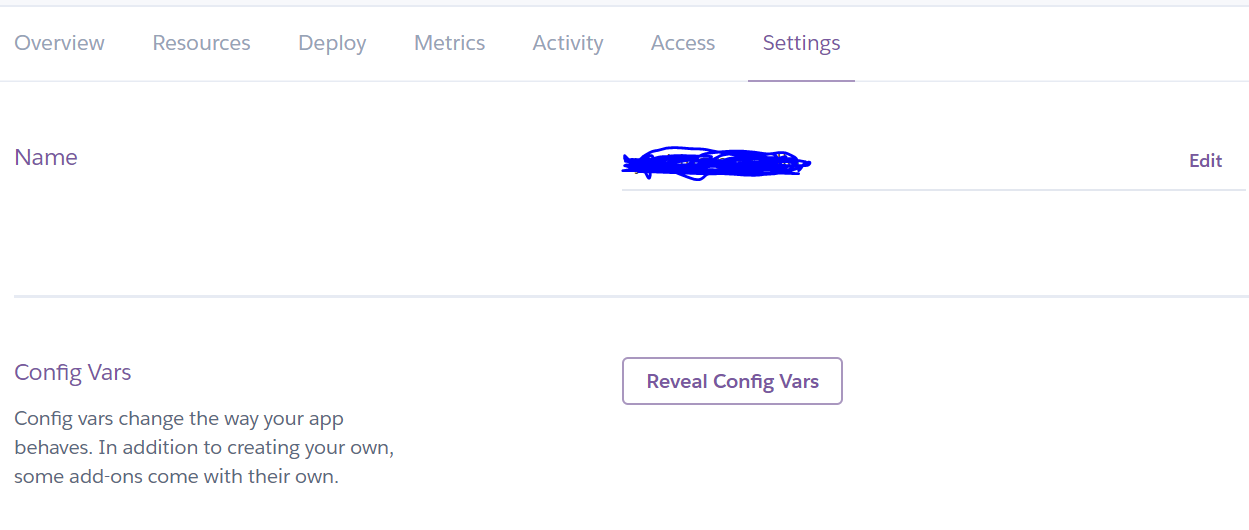 Overview Resources Deploy Metrics Activity Access Settings
Name
Edit
Config Vars
Reveal Config Vars
Config vars change the way your app
behaves. In addition to creating your own,
some add-ons come with their own.